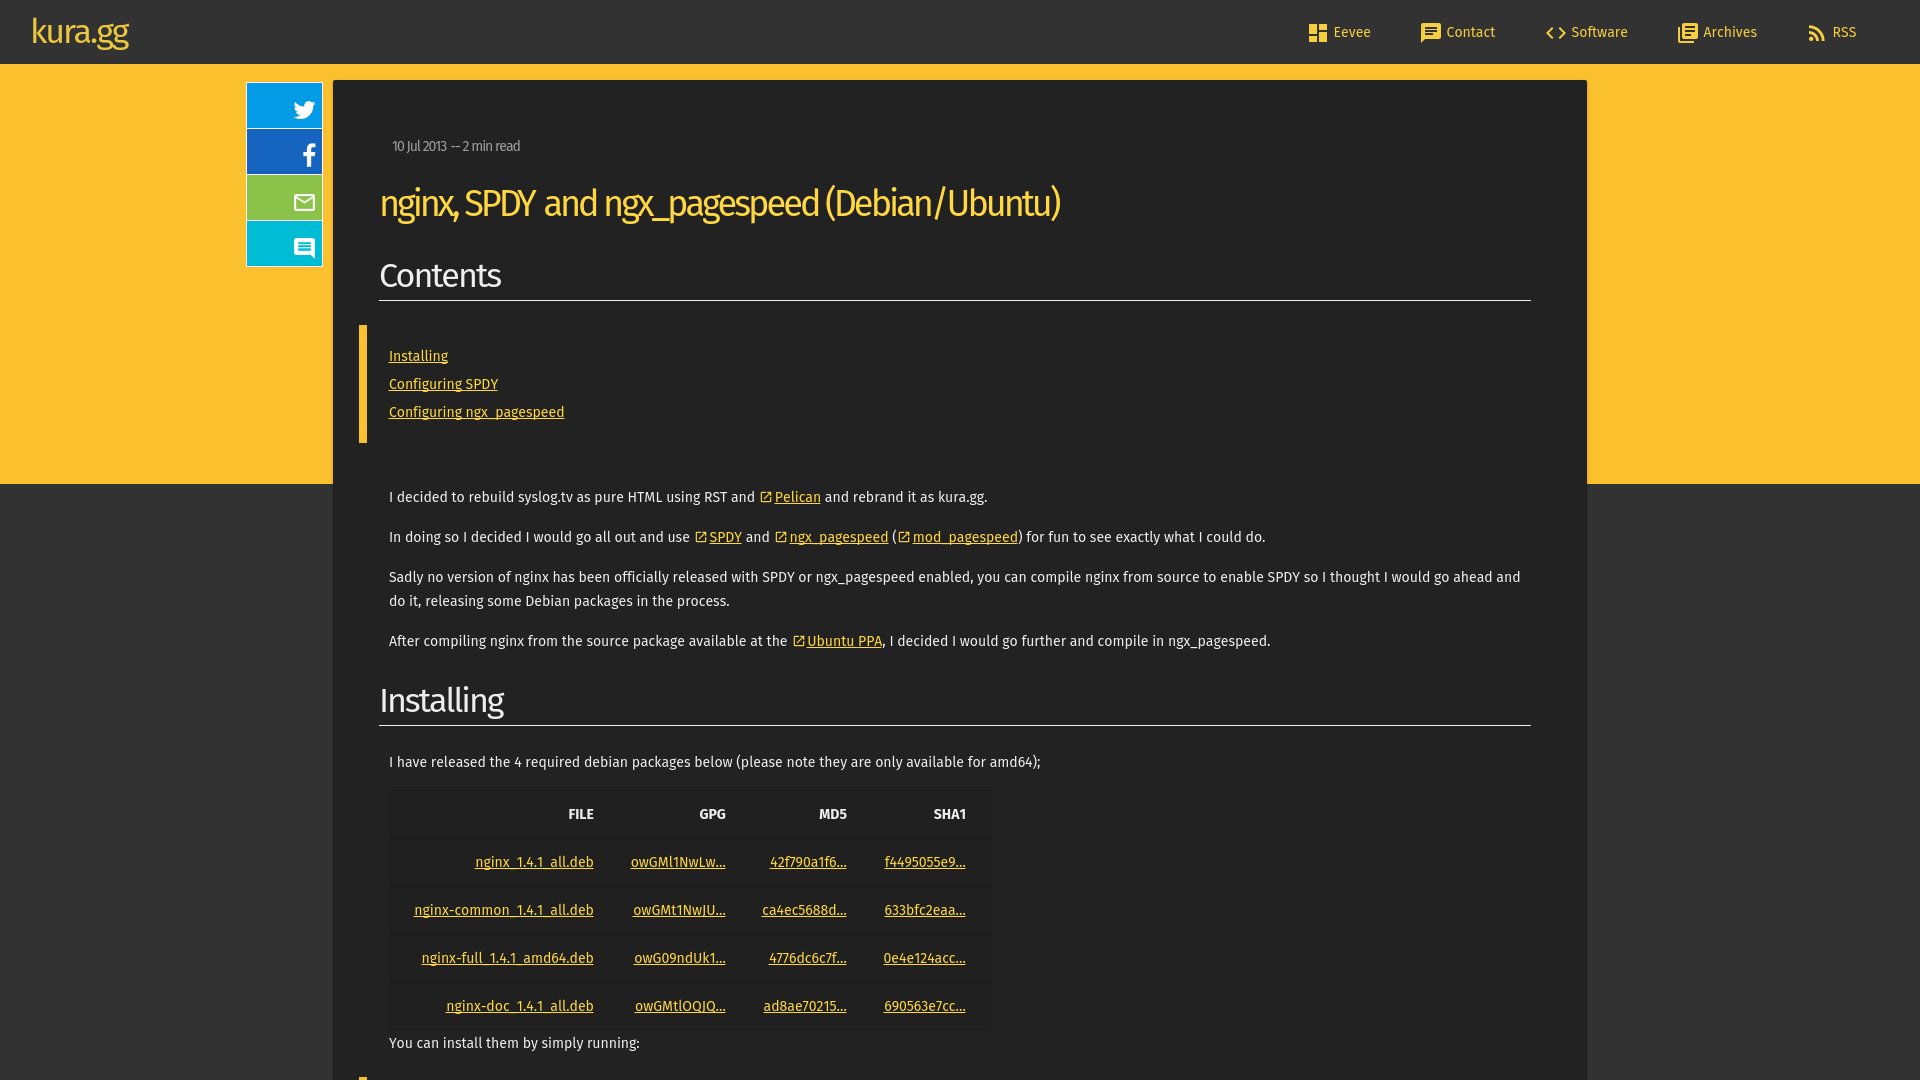 kura.gg
Eevee
Contact
Software
Archives
RSS
10 Jul 2013 -- 2 min read
nginx, SPDY and ngx_pagespeed (Debian/Ubuntu)
Contents
Installing
Configuring SPDY
Configuring ngx_pagespeed
I decided to rebuild syslog.tv as pure HTML using RST and Pelican and rebrand it as kura.gg.
In doing so I decided I would go all out and use SPDY and ngx_pagespeed (mod_pagespeed) for fun to see exactly what I could do.
Sadly no version of nginx has been officially released with SPDY or ngx_pagespeed enabled, you can compile nginx from source to enable SPDY so I thought I would go ahead and
do it, releasing some Debian packages in the process.
After compiling nginx from the source package available at the Ubuntu PPA, I decided I would go further and compile in ngx_pagespeed.
Installing
I have released the 4 required debian packages below (please note they are only available for amd64);
FILE GPG MD5 SHA1
nginx_1.4.1_all.deb owGMl1NwLw... 42f790a1f6... f4495055e9...
nginx-common_1.4.1_all.deb owGMt1NwJU... ca4ec5688d... 633bfc2eaa...
nginx-full_1.4.1_amd64.deb owG09ndUk1... 4776dc6c7f... 0e4e124acc...
nginx-doc_1.4.1_all.deb owGMtlOQJQ... ad8ae70215... 690563e7cc...
You can install them by simply running: